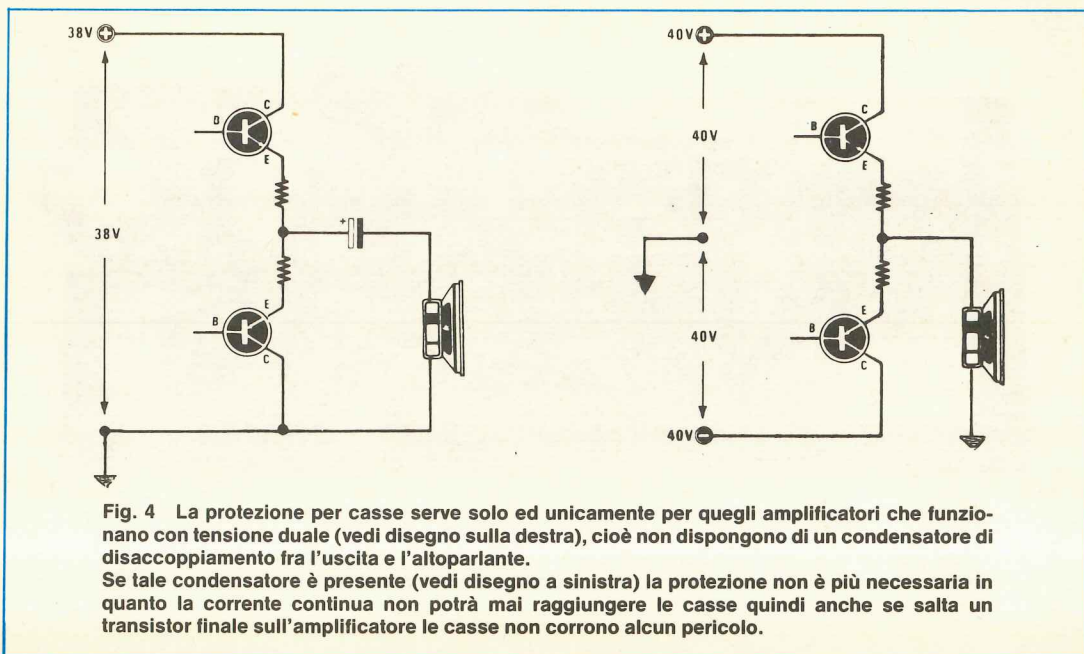 38V
C
B
E
38V
E
B
C
+
40V
40V
C
B
E
40V
E
B
C
40V
Fig. 4 La protezione per casse serve solo ed unicamente per quegli amplificatori che funzio-
nano con tensione duale (vedi disegno sulla destra), cioè non dispongono di un condensatore di
disaccoppiamento fra l'uscita e l'altoparlante.
Se tale condensatore è presente (vedi disegno a sinistra) la protezione non è più necessaria in
quanto la corrente continua non potrà mai raggiungere le casse quindi anche se salta un
transistor finale sull'amplificatore le casse non corrono alcun pericolo.